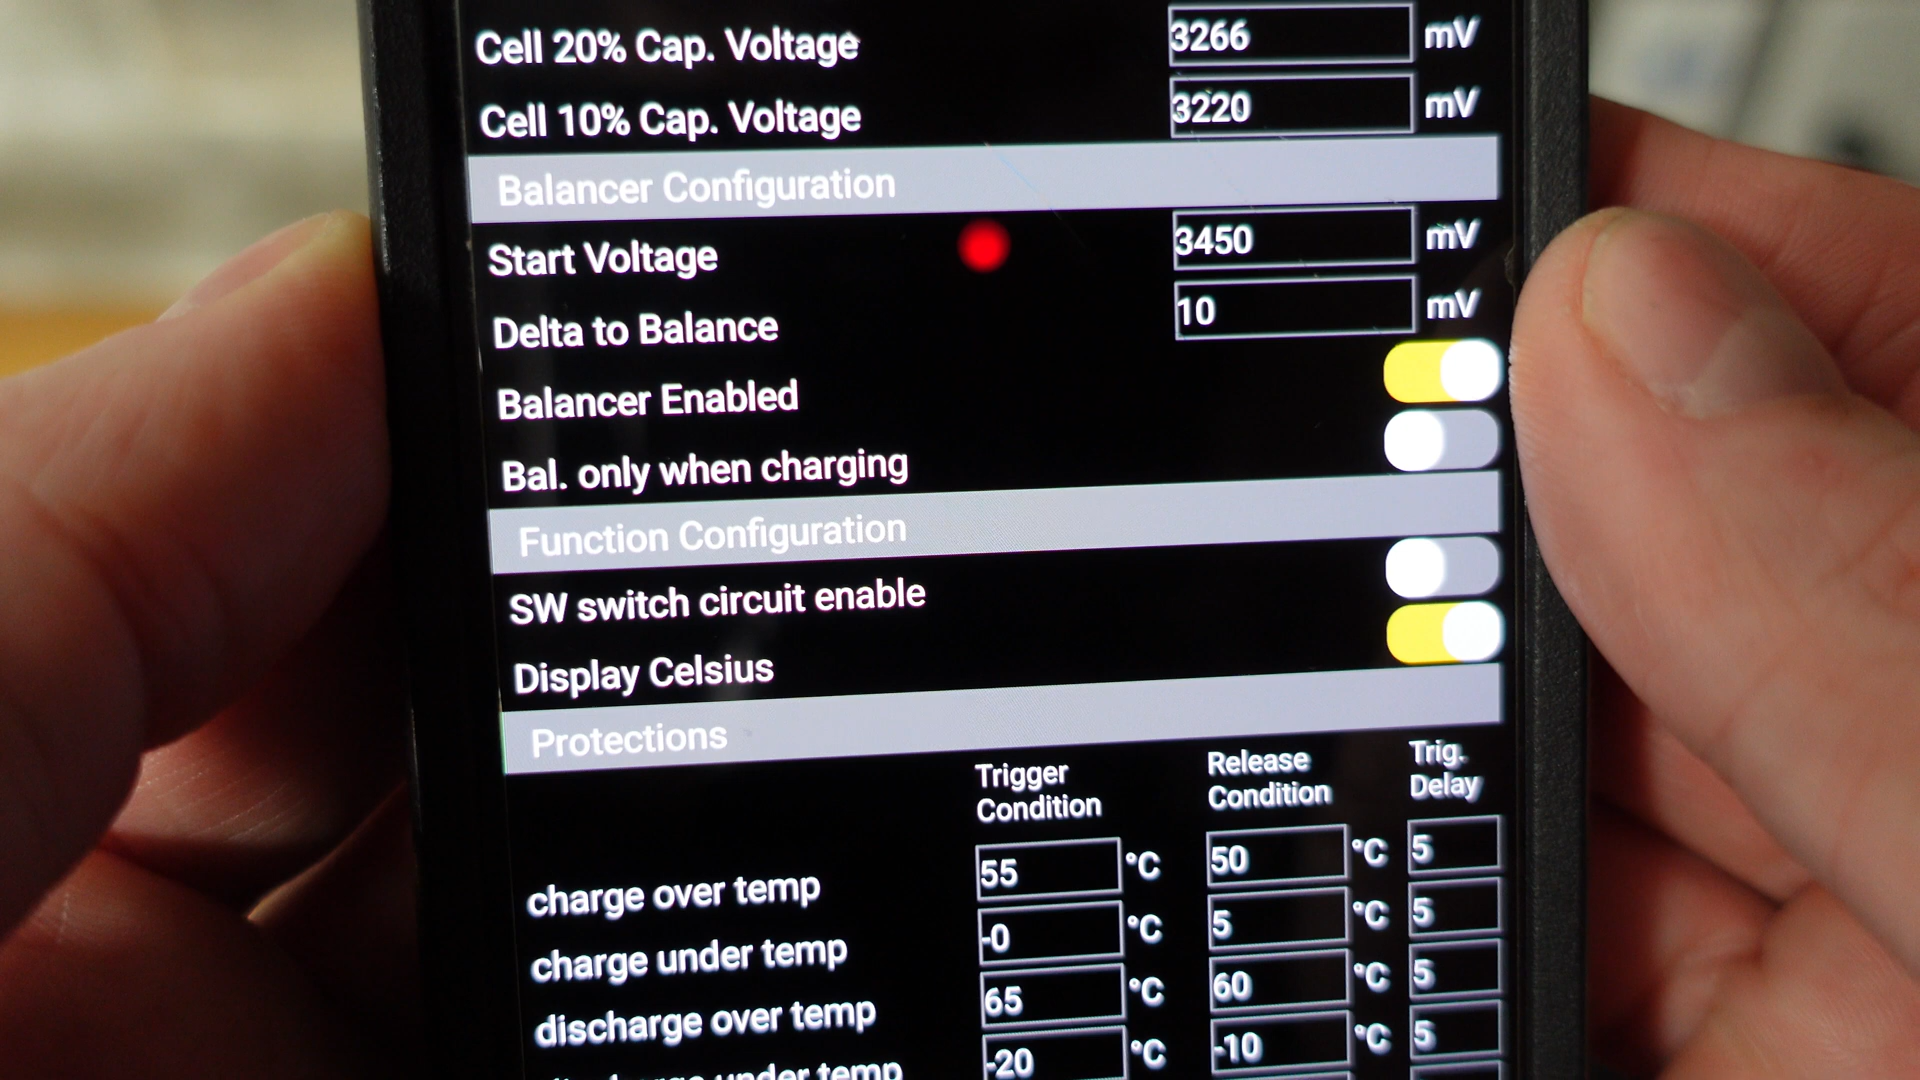 Cell 20% Cap. Voltage 3266 mV
Cell 10% Cap. Voltage 3220 mV
Balancer Configuration
Start Voltage 3450 mV
Delta to Balance 10 mV
Balancer Enabled
Bal. only when charging
Function Configuration
SW switch circuit enable
Display Celsius
Protections
Trigger Condition Release Condition Trig. Delay
charge over temp 55 °C 50 °C 5
charge under temp -0 °C 5 °C 5
discharge over temp 65 °C 60 °C 5
under temp -20 °C -10 °C 5